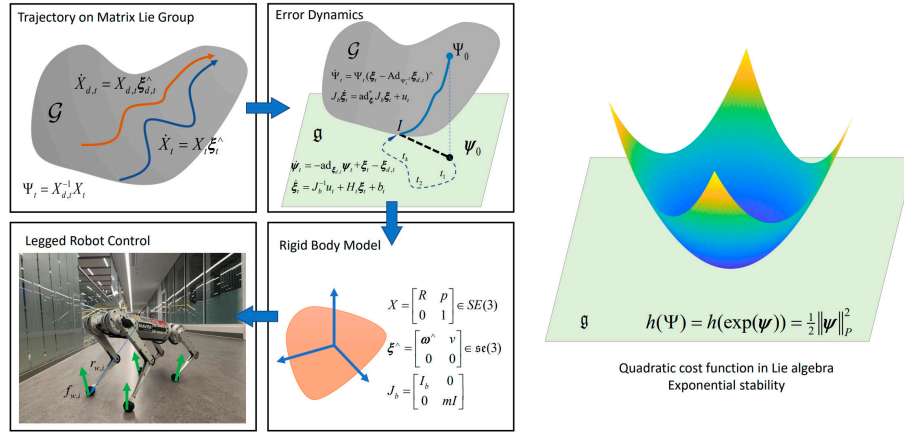 Trajectory on Matrix Lie Group
𝒢
Ẋ_{d,t} = X_{d,t} ξ^_{d,t}
Ẋ_t = X_t ξ^_t
Ψ_t = X_{d,t}^{-1} X_t
Error Dynamics
𝒢
Ψ_0
Ψ̇_t = Ψ_t(ξ_t − Ad_{Ψ_t^{-1}} ξ_{d,t})^
J_b ξ̇_t = ad*_{ξ_t} J_b ξ_t + u_t
I
𝔤
ψ_0
t_k
t_1
t_2
ψ̇_t = −ad_{ξ_{d,t}} ψ_t + ξ_t − ξ_{d,t}
ξ̇_t = J_b^{-1} u_t + H_t ξ_t + b_t
Legged Robot Control
r_{w,i}
f_{w,i}
Rigid Body Model
X = [R p; 0 1] ∈ SE(3)
ξ^ = [ω^ v; 0 0] ∈ 𝔰𝔢(3)
J_b = [I_b 0; 0 mI]
𝔤
h(Ψ) = h(exp(ψ)) = ½‖ψ‖²_P
Quadratic cost function in Lie algebra
Exponential stability